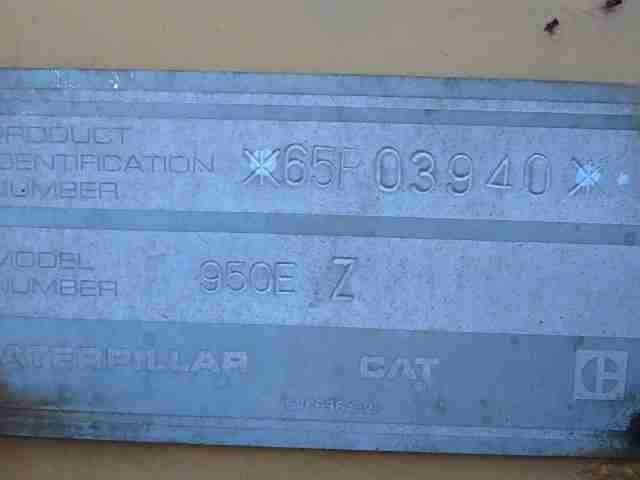 PRODUCT
IDENTIFICATION
NUMBER
*65R03940*
MODEL
NUMBER
950E Z
CATERPILLAR CAT C